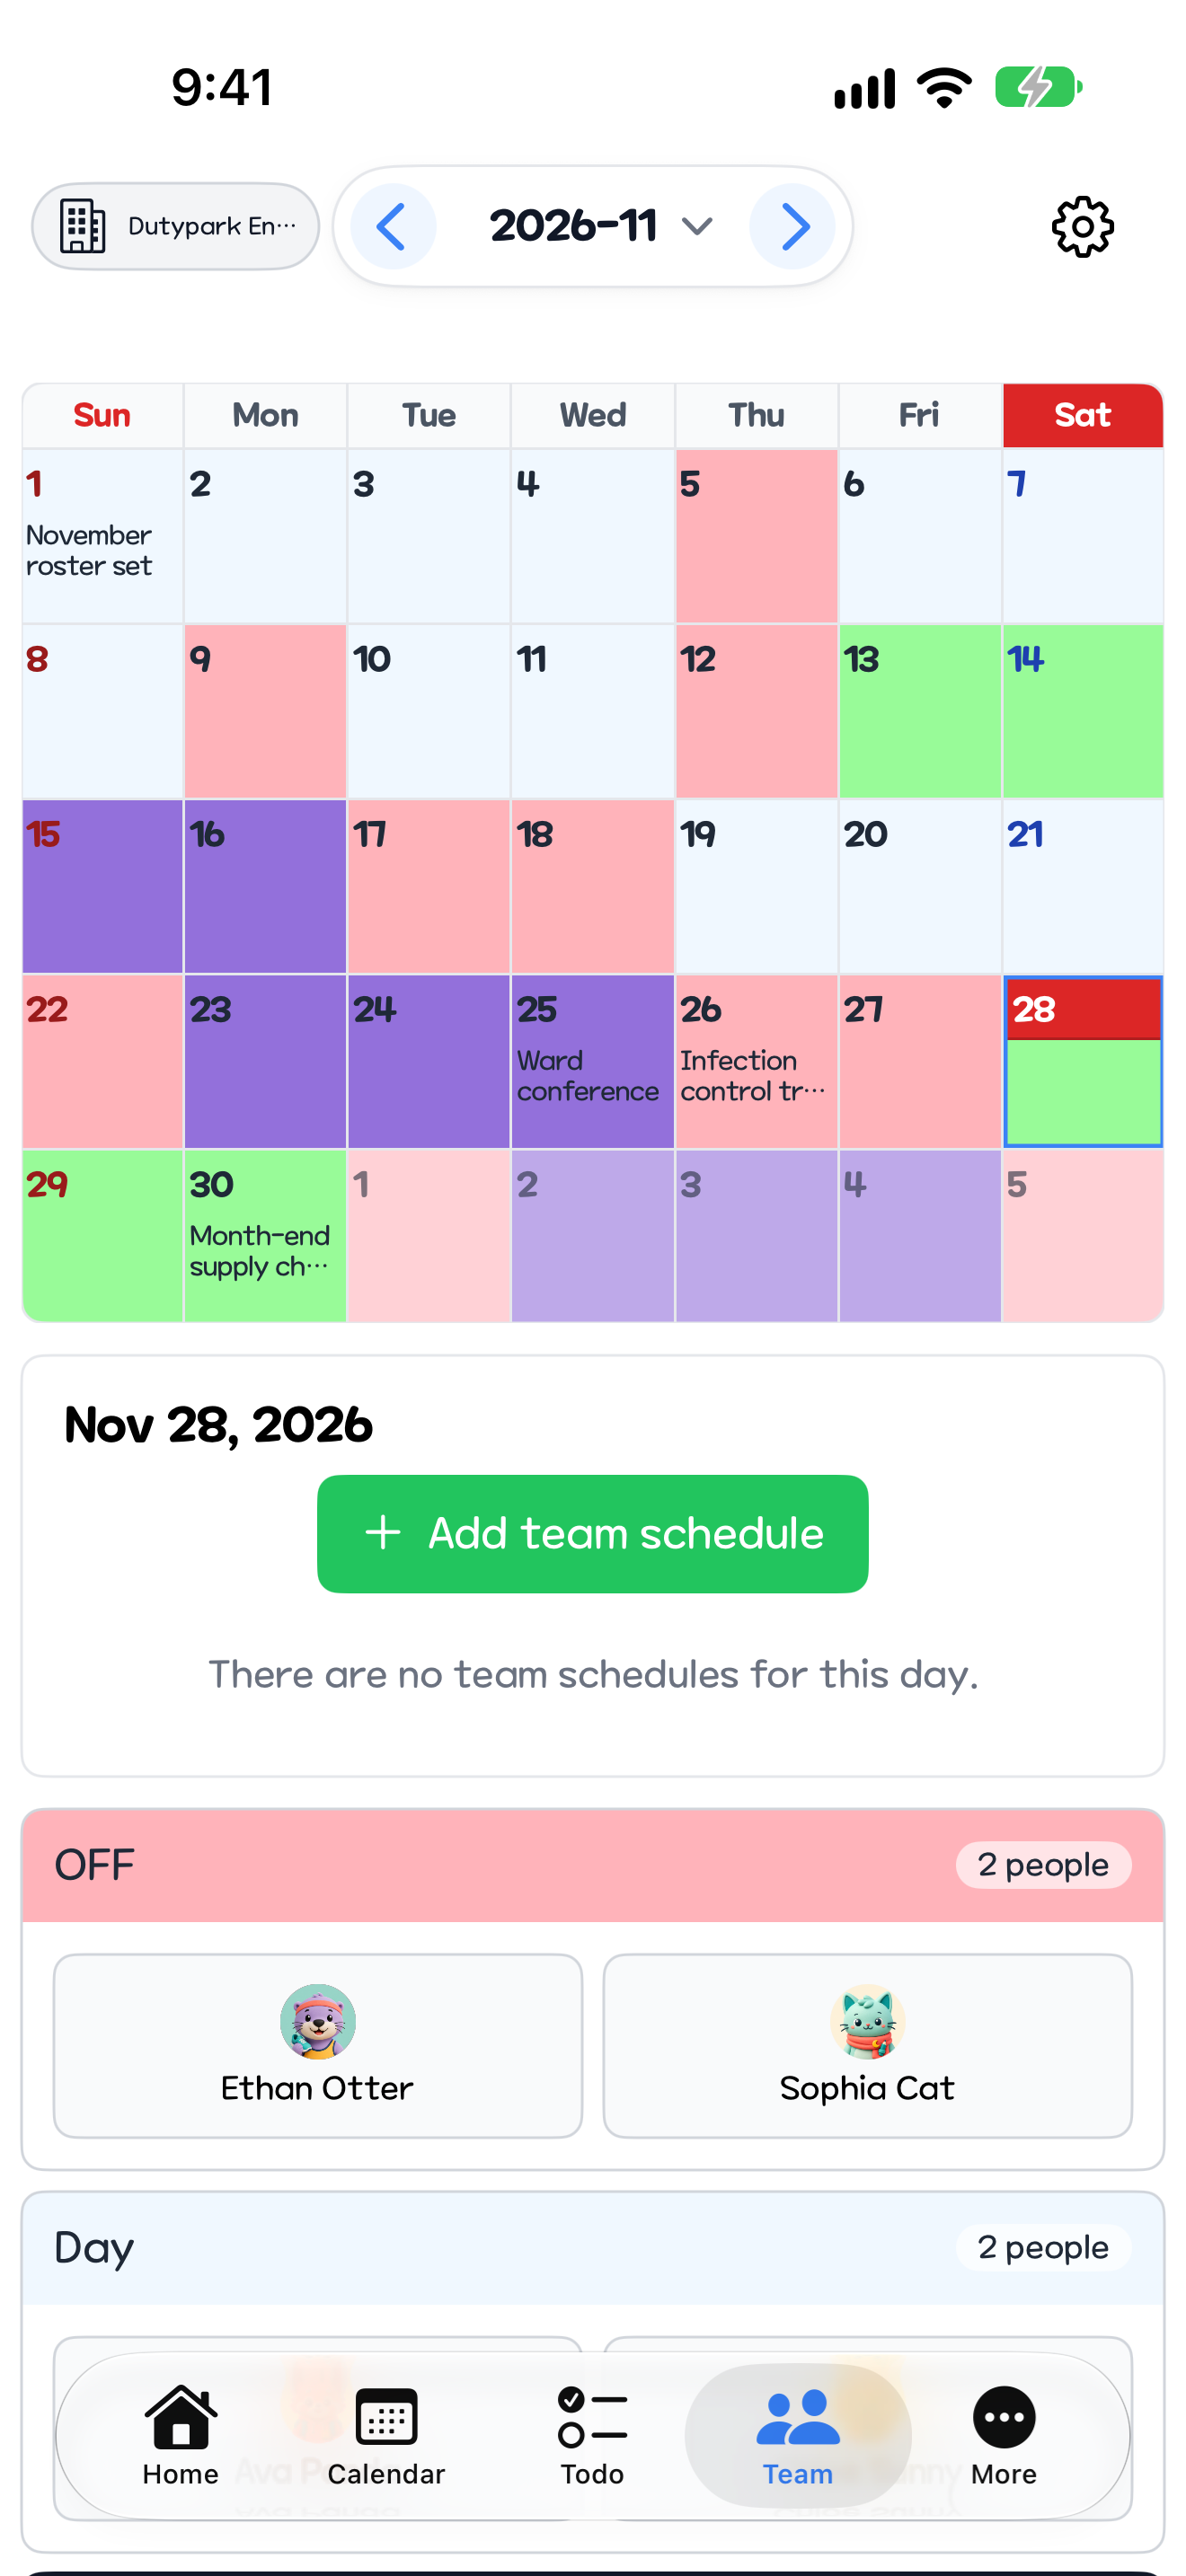 9:41
Dutypark En…
2026-11
Sun Mon Tue Wed Thu Fri Sat
1 2 3 4 5 6 7
November
roster set
8 9 10 11 12 13 14
15 16 17 18 19 20 21
22 23 24 25 26 27 28
Ward
conference
Infection
control tr…
29 30 1 2 3 4 5
Month-end
supply ch…
Nov 28, 2026
+ Add team schedule
There are no team schedules for this day.
OFF 2 people
Ethan Otter Sophia Cat
Day 2 people
Home Calendar Todo Team More